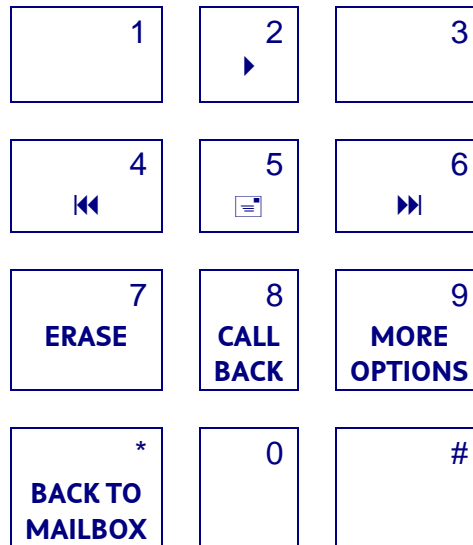 1 2 3
4 5 6
7 8 9
ERASE CALL MORE
BACK OPTIONS
* 0 #
BACK TO
MAILBOX